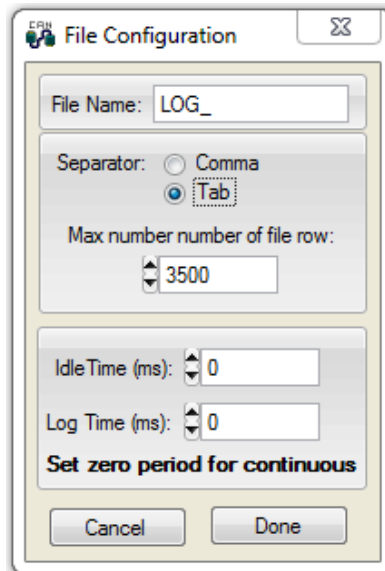 CAN
File Configuration
File Name: LOG_
Separator: Comma
Tab
Max number number of file row:
3500
IdleTime (ms): 0
Log Time (ms): 0
Set zero period for continuous
Cancel Done